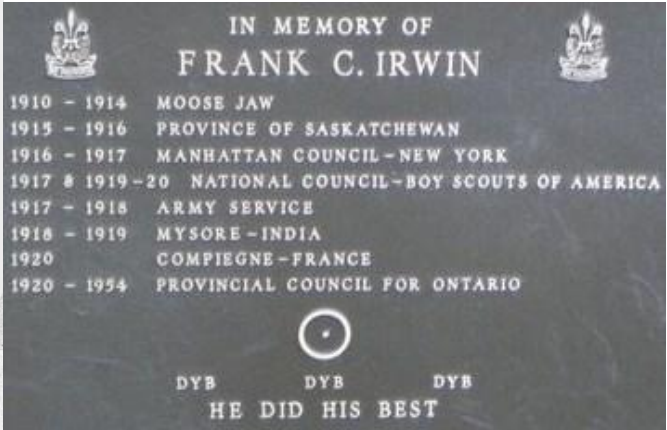 IN MEMORY OF
FRANK C. IRWIN
1910 - 1914 MOOSE JAW
1915 - 1916 PROVINCE OF SASKATCHEWAN
1916 - 1917 MANHATTAN COUNCIL-NEW YORK
1917 & 1919-20 NATIONAL COUNCIL-BOY SCOUTS OF AMERICA
1917 - 1918 ARMY SERVICE
1918 - 1919 MYSORE-INDIA
1920 COMPIEGNE-FRANCE
1920 - 1954 PROVINCIAL COUNCIL FOR ONTARIO
DYB DYB DYB
HE DID HIS BEST